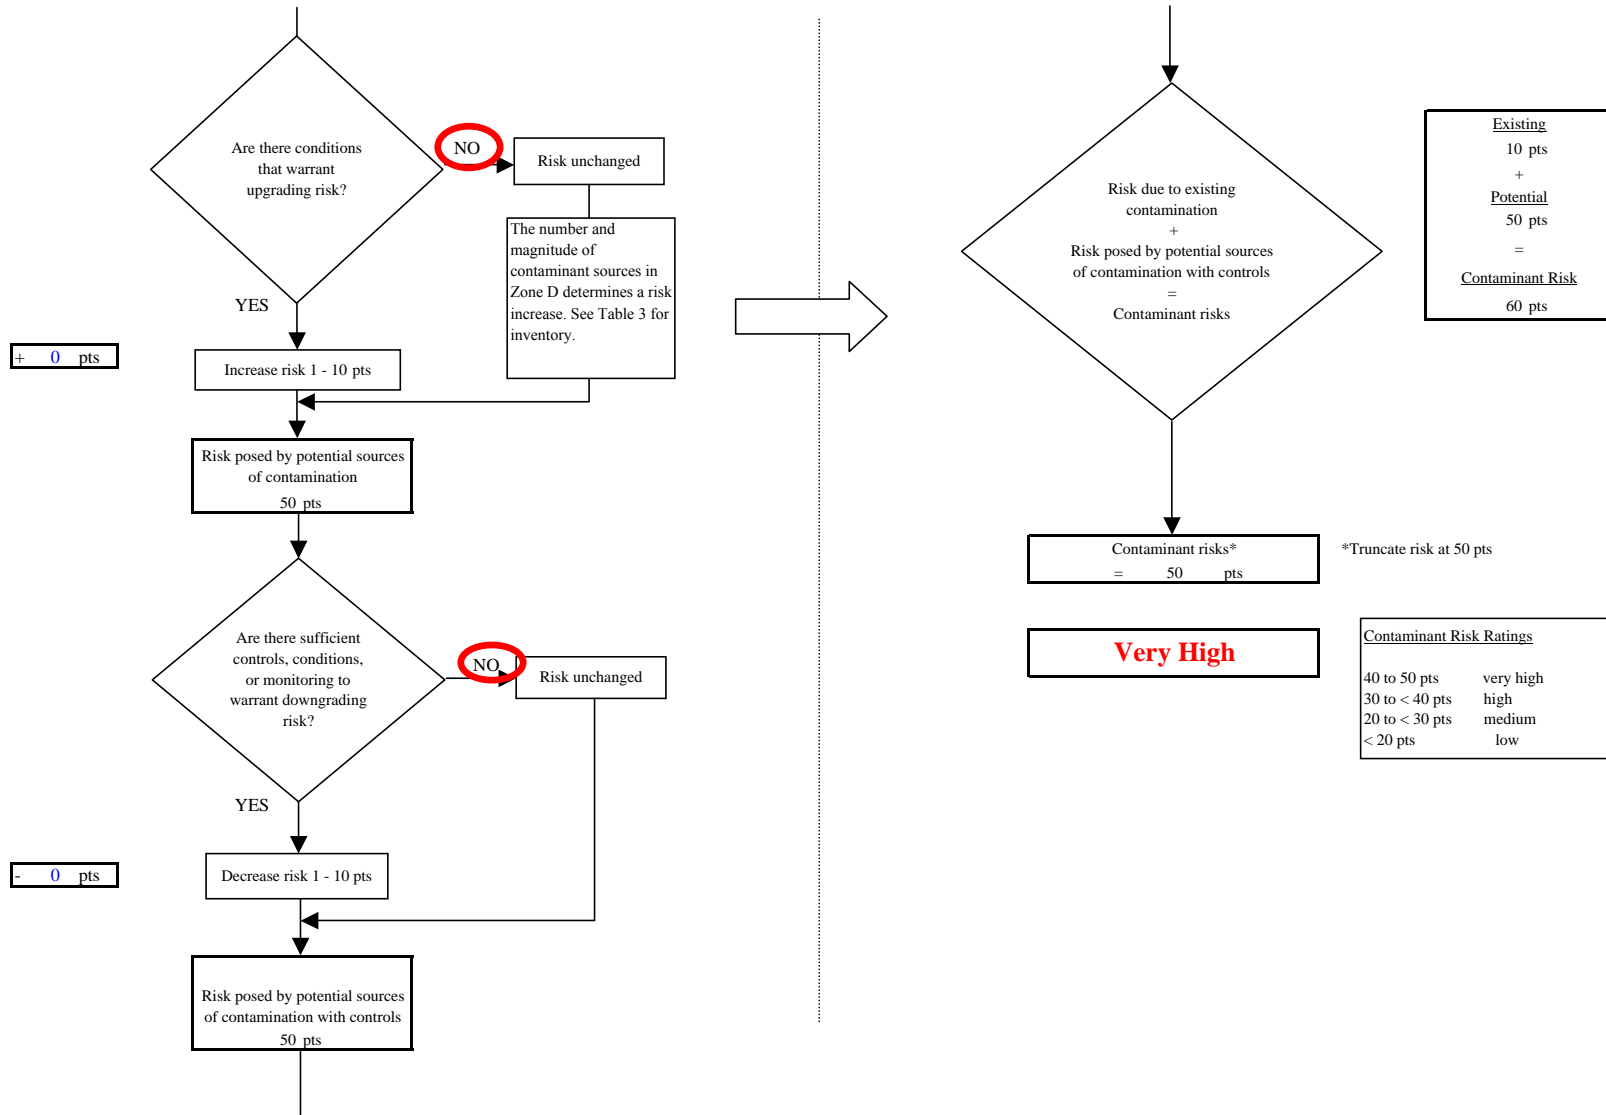 Are there conditions
that warrant
upgrading risk?
NO
Risk unchanged
The number and
magnitude of
contaminant sources in
Zone D determines a risk
increase. See Table 3 for
inventory.
YES
+ 0 pts
Increase risk 1 - 10 pts
Risk posed by potential sources
of contamination
50 pts
Are there sufficient
controls, conditions,
or monitoring to
warrant downgrading
risk?
NO
Risk unchanged
YES
- 0 pts
Decrease risk 1 - 10 pts
Risk posed by potential sources
of contamination with controls
50 pts
Risk due to existing
contamination
+
Risk posed by potential sources
of contamination with controls
=
Contaminant risks
Existing
10 pts
+
Potential
50 pts
=
Contaminant Risk
60 pts
Contaminant risks*
= 50 pts
*Truncate risk at 50 pts
Very High
Contaminant Risk Ratings
40 to 50 pts very high
30 to < 40 pts high
20 to < 30 pts medium
< 20 pts low